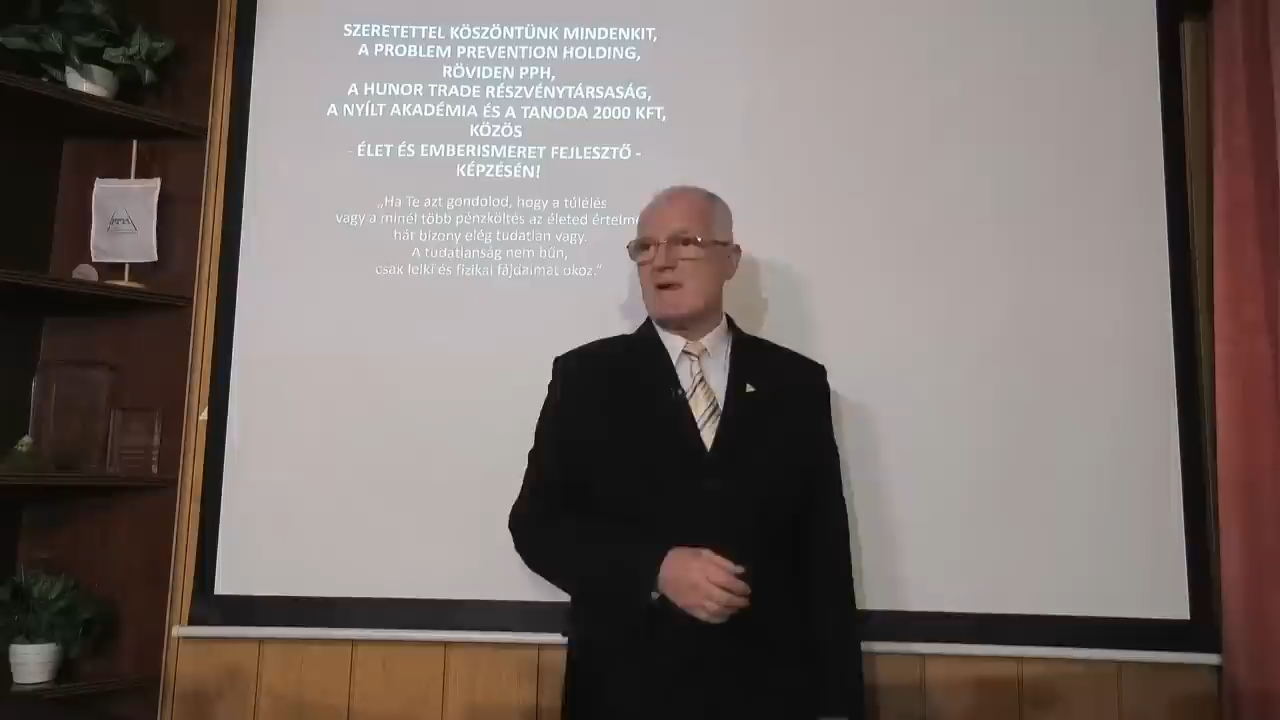 SZERETETTEL KÖSZÖNTÜNK MINDENKIT,
A PROBLEM PREVENTION HOLDING,
RÖVIDEN PPH,
A HUNOR TRADE RÉSZVÉNYTÁRSASÁG,
A NYÍLT AKADÉMIA ÉS A TANODA 2000 KFT,
KÖZÖS
- ÉLET ÉS EMBERISMERET FEJLESZTŐ -
KÉPZÉSÉN!
„Ha Te azt gondolod, hogy a túlélés
vagy a minél több pénzköltés az életed értelm
hát bizony elég tudatlan vagy.
A tudatlanság nem bűn,
csak lelki és fizikai fájdalmat okoz.”